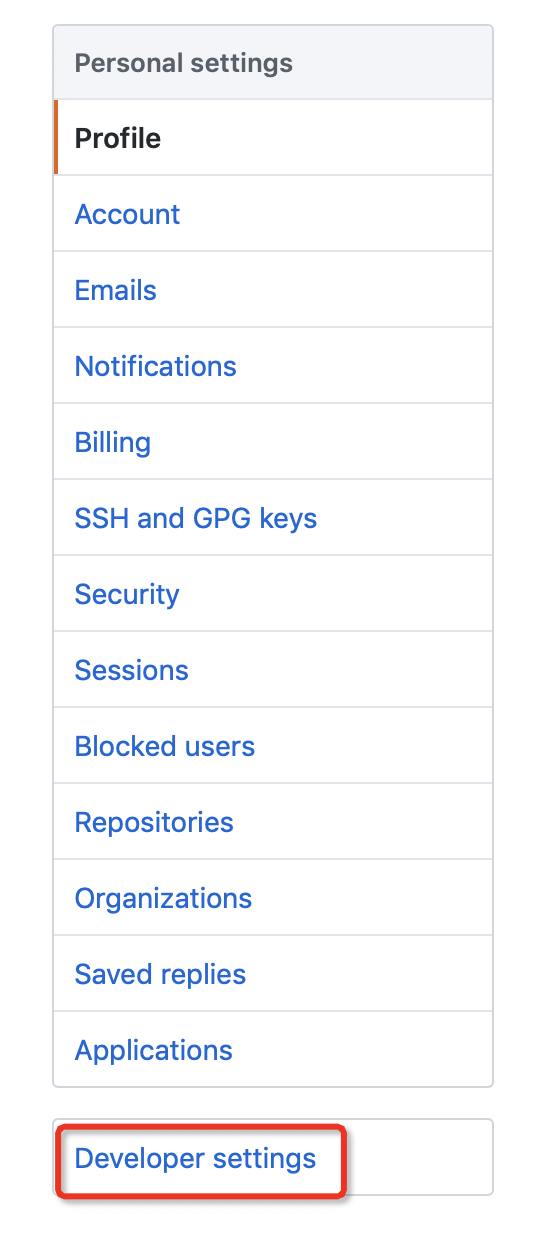 Personal settings
Profile
Account
Emails
Notifications
Billing
SSH and GPG keys
Security
Sessions
Blocked users
Repositories
Organizations
Saved replies
Applications
Developer settings